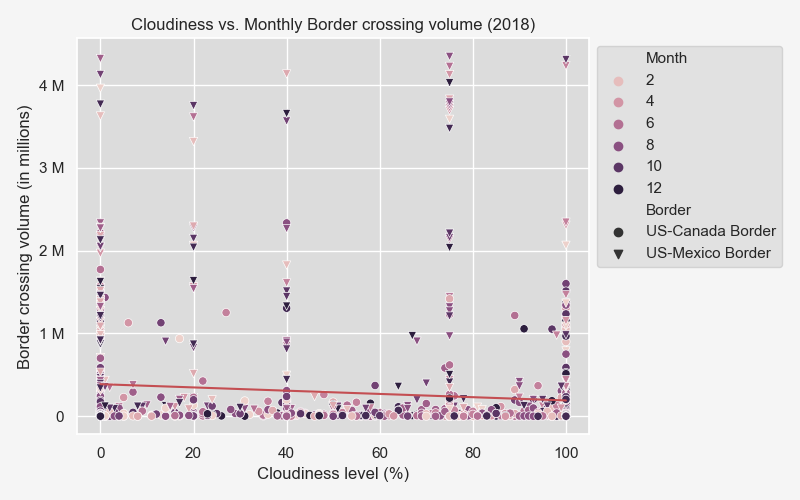 Cloudiness vs. Monthly Border crossing volume (2018)
Border crossing volume (in millions)
4 M
3 M
2 M
1 M
0
0
20
40
60
80
100
Cloudiness level (%)
Month
2
4
6
8
10
12
Border
US-Canada Border
US-Mexico Border